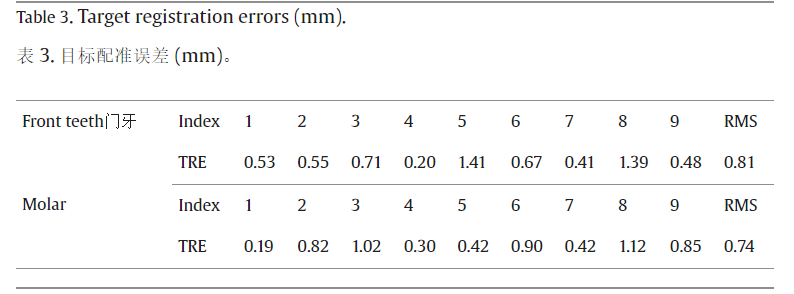 Table 3. Target registration errors (mm).
表 3. 目标配准误差 (mm)。
Front teeth门牙 Index 1 2 3 4 5 6 7 8 9 RMS
TRE 0.53 0.55 0.71 0.20 1.41 0.67 0.41 1.39 0.48 0.81
Molar Index 1 2 3 4 5 6 7 8 9 RMS
TRE 0.19 0.82 1.02 0.30 0.42 0.90 0.42 1.12 0.85 0.74